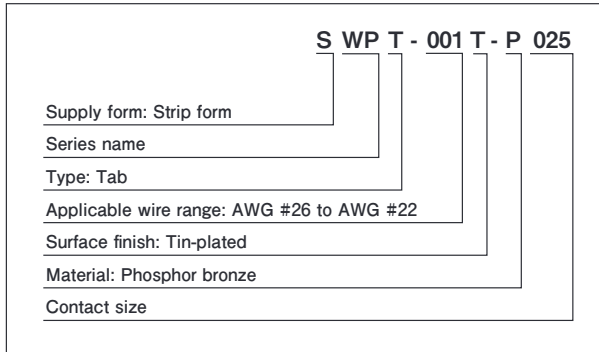 S WP T - 001 T - P 025
Supply form: Strip form
Series name
Type: Tab
Applicable wire range: AWG #26 to AWG #22
Surface finish: Tin-plated
Material: Phosphor bronze
Contact size